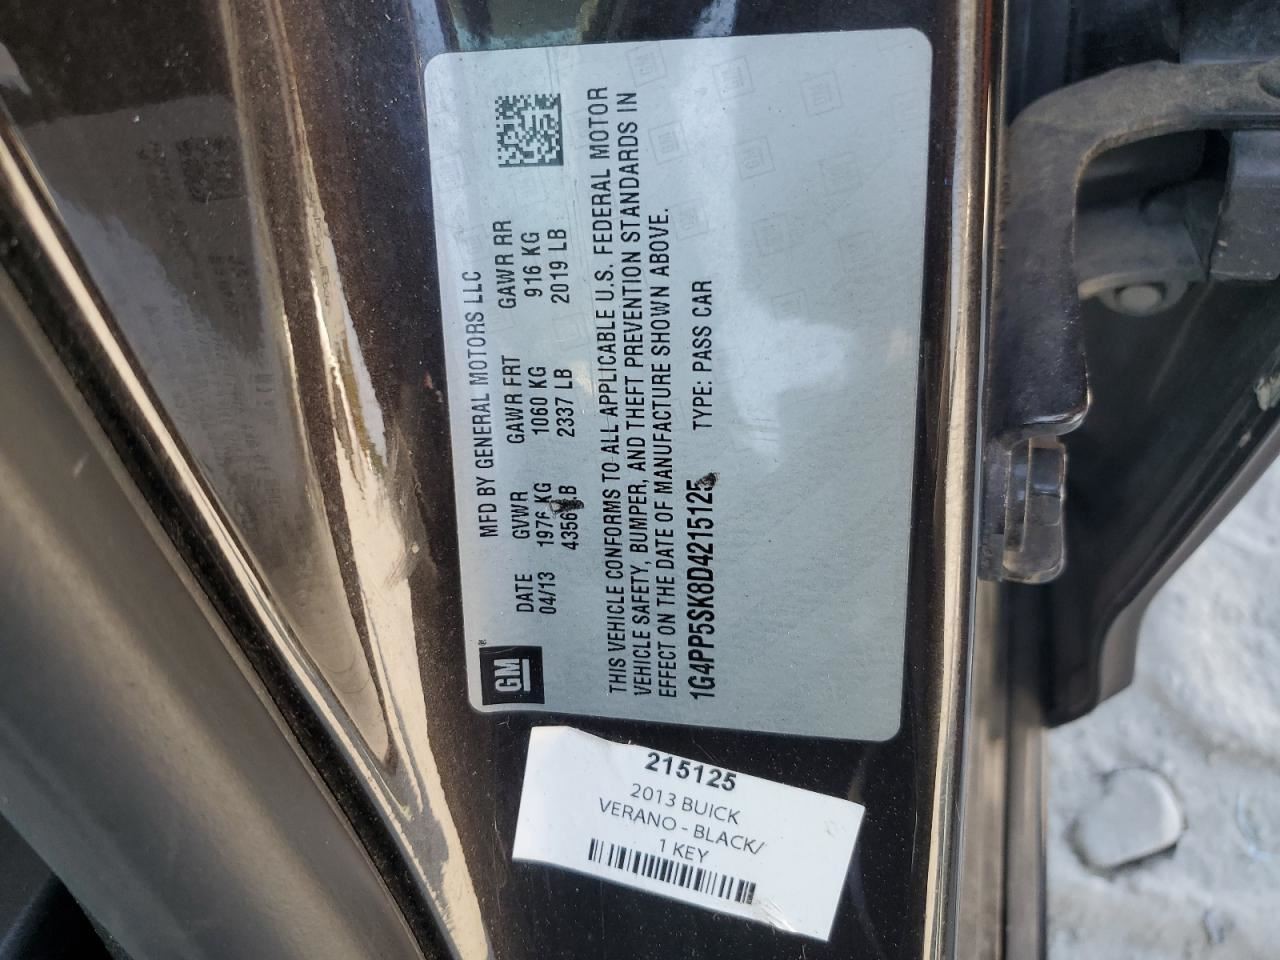 MFD BY GENERAL MOTORS LLC
DATE GVWR GAWR FRT GAWR RR
04/13 1976 KG 1060 KG 916 KG
4356 LB 2337 LB 2019 LB
THIS VEHICLE CONFORMS TO ALL APPLICABLE U.S. FEDERAL MOTOR
VEHICLE SAFETY, BUMPER, AND THEFT PREVENTION STANDARDS IN
EFFECT ON THE DATE OF MANUFACTURE SHOWN ABOVE.
1G4PP5SK8D4215125 TYPE: PASS CAR
GM
215125
2013 BUICK
VERANO - BLACK/
1 KEY